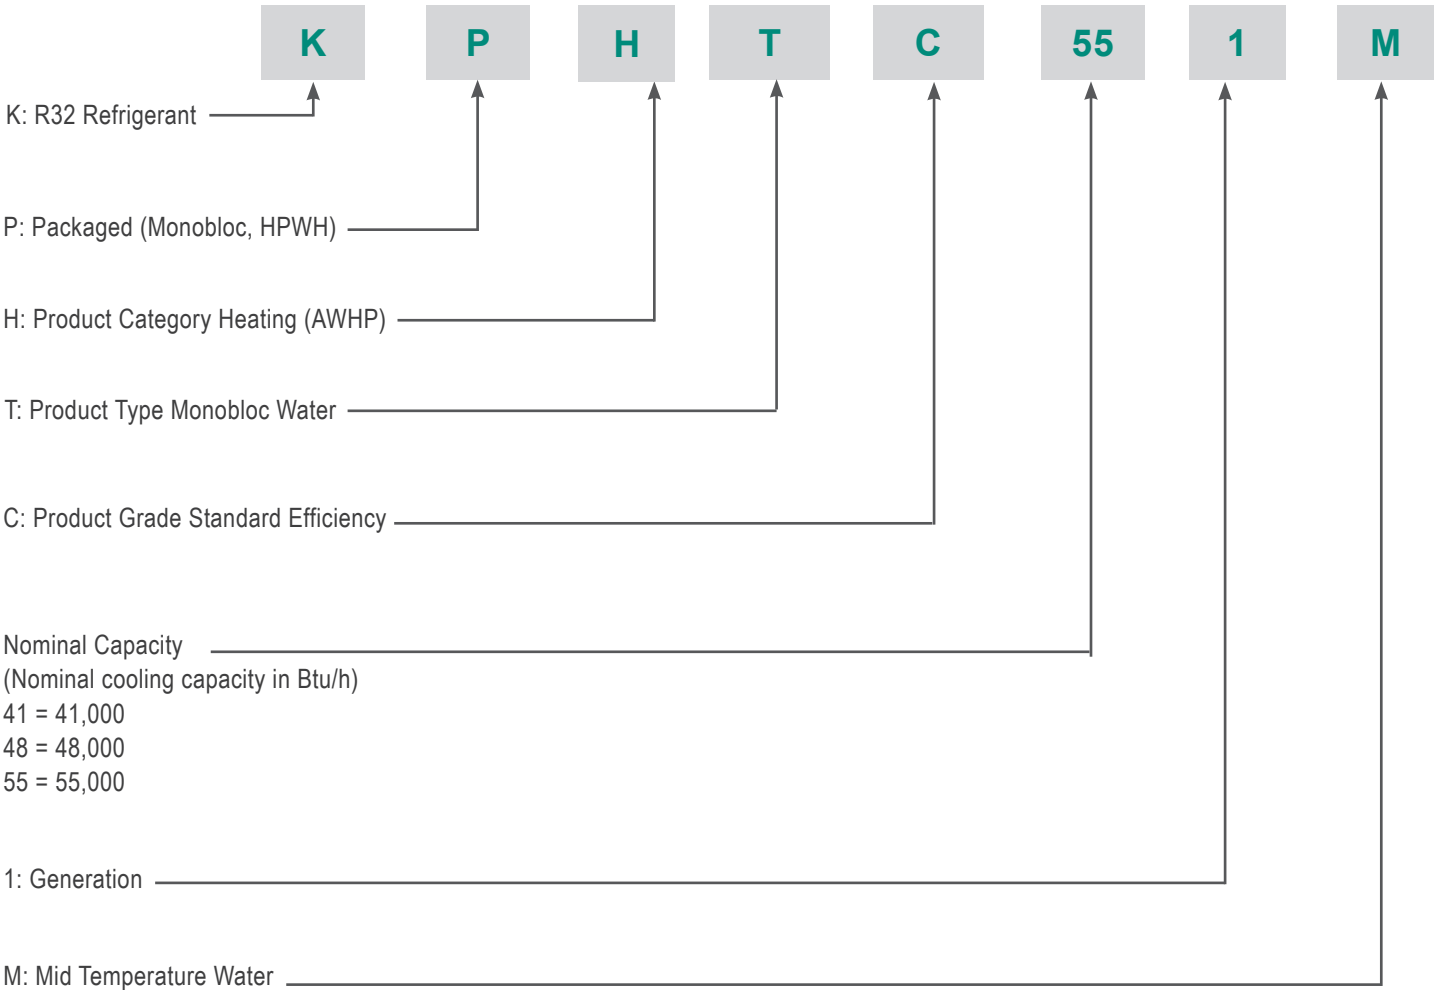 K P H T C 55 1 M
K: R32 Refrigerant
P: Packaged (Monobloc, HPWH)
H: Product Category Heating (AWHP)
T: Product Type Monobloc Water
C: Product Grade Standard Efficiency
Nominal Capacity
(Nominal cooling capacity in Btu/h)
41 = 41,000
48 = 48,000
55 = 55,000
1: Generation
M: Mid Temperature Water